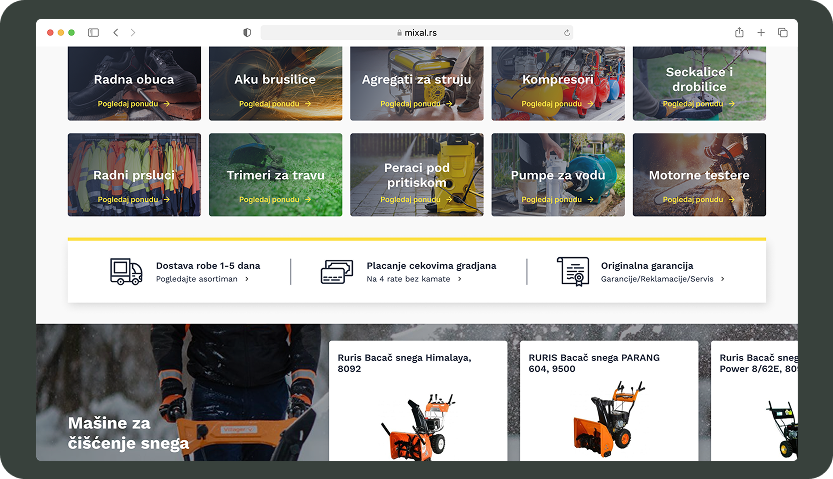 mixal.rs
Radna obuca
Pogledaj ponudu →
Aku brusilice
Pogledaj ponudu →
Agregati za struju
Pogledaj ponudu →
Kompresori
Pogledaj ponudu →
Seckalice i
drobilice
Pogledaj ponudu →
Radni prsluci
Pogledaj ponudu →
Trimeri za travu
Pogledaj ponudu →
Peraci pod
pritiskom
Pogledaj ponudu →
Pumpe za vodu
Pogledaj ponudu →
Motorne testere
Pogledaj ponudu →
Dostava robe 1-5 dana
Pogledajte asortiman >
Placanje cekovima gradjana
Na 4 rate bez kamate >
Originalna garancija
Garancije/Reklamacije/Servis >
Mašine za
čišćenje snega
Ruris Bacač snega Himalaya,
8092
RURIS Bacač snega PARANG
604, 9500
Ruris Bacač sneg
Power 8/62E, 80